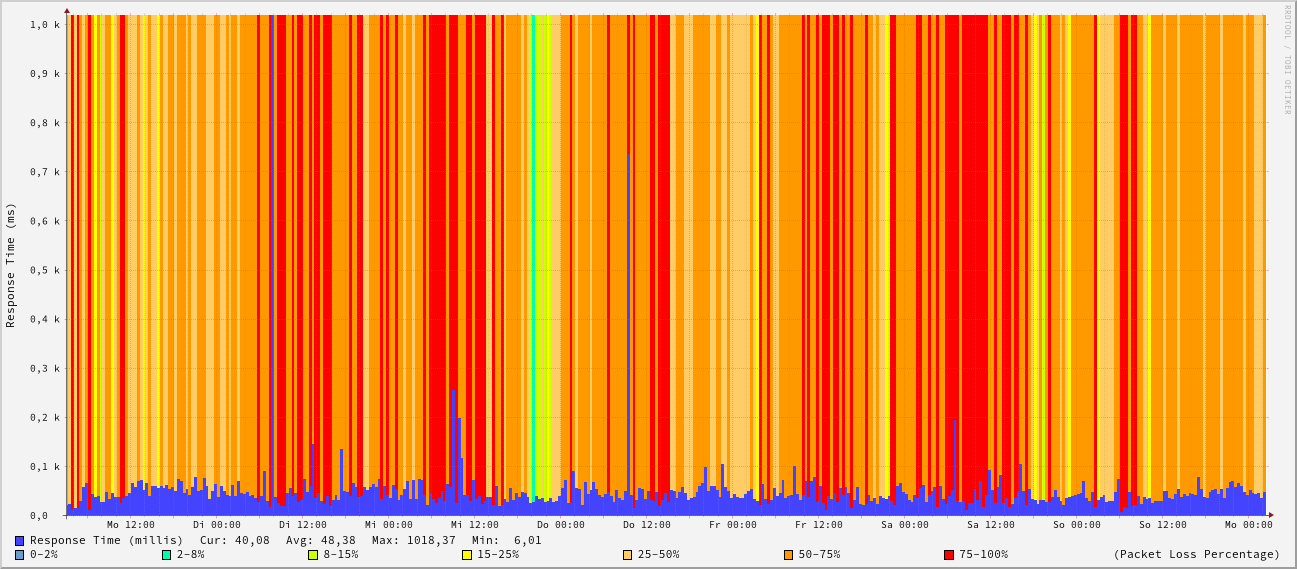 RRDTOOL / TOBI OETIKER
Response Time (ms)
1,0 k
0,9 k
0,8 k
0,7 k
0,6 k
0,5 k
0,4 k
0,3 k
0,2 k
0,1 k
0,0
Mo 12:00 Di 00:00 Di 12:00 Mi 00:00 Mi 12:00 Do 00:00 Do 12:00 Fr 00:00 Fr 12:00 Sa 00:00 Sa 12:00 So 00:00 So 12:00 Mo 00:00
Response Time (millis) Cur: 40,08 Avg: 48,38 Max: 1018,37 Min: 6,01
0-2% 2-8% 8-15% 15-25% 25-50% 50-75% 75-100% (Packet Loss Percentage)